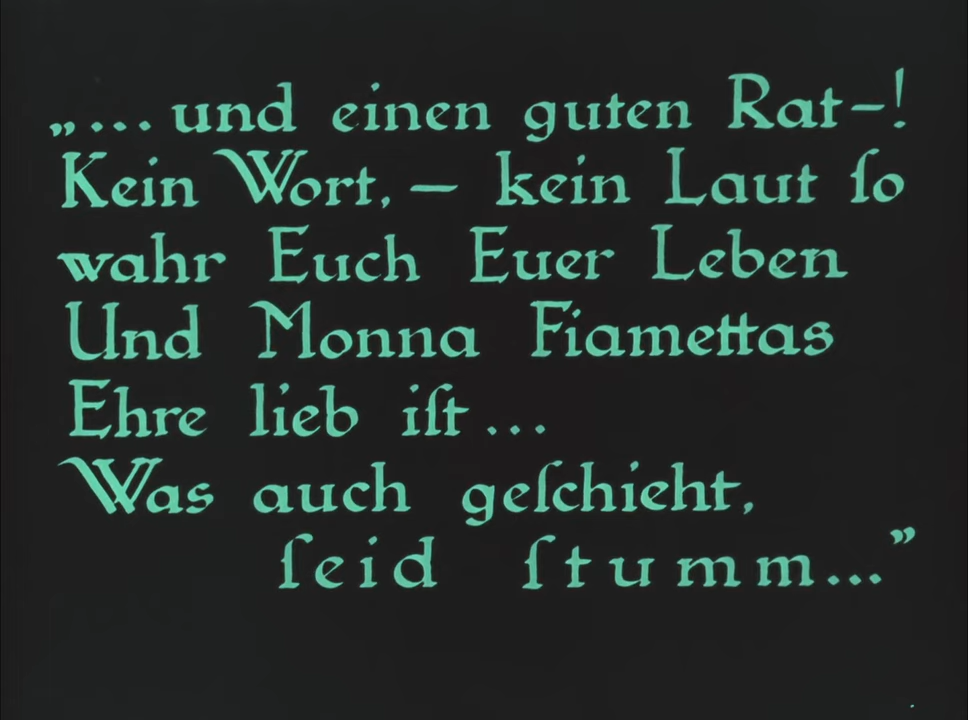 „... und einen guten Rat–!
Kein Wort, – kein Laut ſo
wahr Euch Euer Leben
Und Monna Fiamettas
Ehre lieb iſt...
Was auch geſchieht,
ſeid ſtumm...”